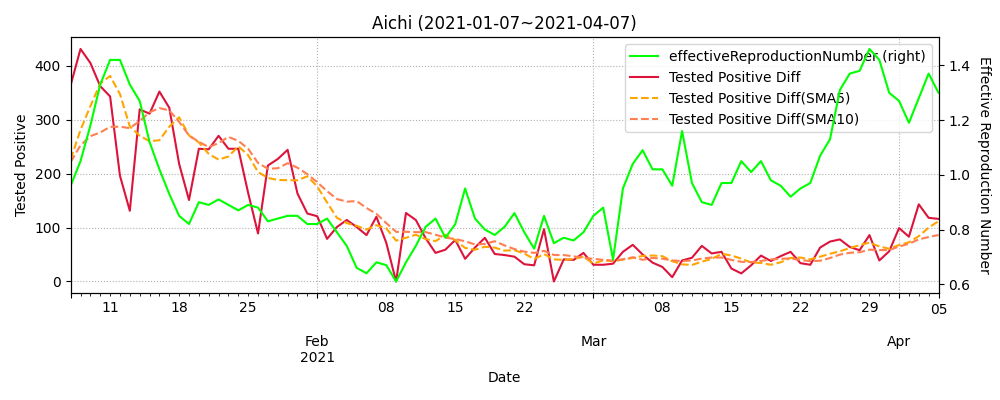 Aichi (2021-01-07~2021-04-07)
effectiveReproductionNumber (right)
Tested Positive Diff
Tested Positive Diff(SMA5)
Tested Positive Diff(SMA10)
Tested Positive
400
300
200
100
0
Effective Reproduction Number
1.4
1.2
1.0
0.8
0.6
11 18 25 08 15 22 08 15 22 29 05
Feb Mar Apr
2021
Date